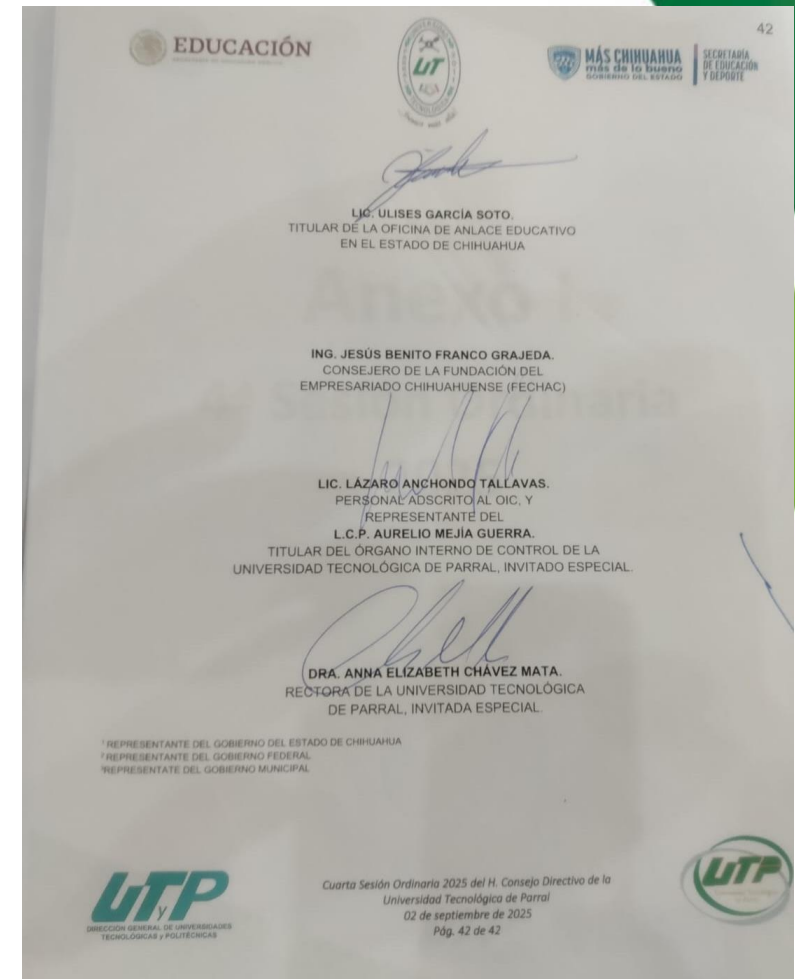 42
EDUCACIÓN
UT
MÁS CHIHUAHUA
más de lo bueno
GOBIERNO DEL ESTADO
SECRETARÍA
DE EDUCACIÓN
Y DEPORTE
LIC. ULISES GARCÍA SOTO.
TITULAR DE LA OFICINA DE ANLACE EDUCATIVO
EN EL ESTADO DE CHIHUAHUA
Anexo
Sesión Ordinaria
ING. JESÚS BENITO FRANCO GRAJEDA.
CONSEJERO DE LA FUNDACIÓN DEL
EMPRESARIADO CHIHUAHUENSE (FECHAC)
LIC. LÁZARO ANCHONDO TALLAVAS.
PERSONAL ADSCRITO AL OIC, Y
REPRESENTANTE DEL
L.C.P. AURELIO MEJÍA GUERRA.
TITULAR DEL ÓRGANO INTERNO DE CONTROL DE LA
UNIVERSIDAD TECNOLÓGICA DE PARRAL, INVITADO ESPECIAL.
DRA. ANNA ELIZABETH CHÁVEZ MATA.
RECTORA DE LA UNIVERSIDAD TECNOLÓGICA
DE PARRAL, INVITADA ESPECIAL.
¹ REPRESENTANTE DEL GOBIERNO DEL ESTADO DE CHIHUAHUA
² REPRESENTANTE DEL GOBIERNO FEDERAL
³REPRESENTATE DEL GOBIERNO MUNICIPAL
UTyP
DIRECCIÓN GENERAL DE UNIVERSIDADES
TECNOLÓGICAS y POLITÉCNICAS
Cuarta Sesión Ordinaria 2025 del H. Consejo Directivo de la
Universidad Tecnológica de Parral
02 de septiembre de 2025
Pág. 42 de 42
UTP